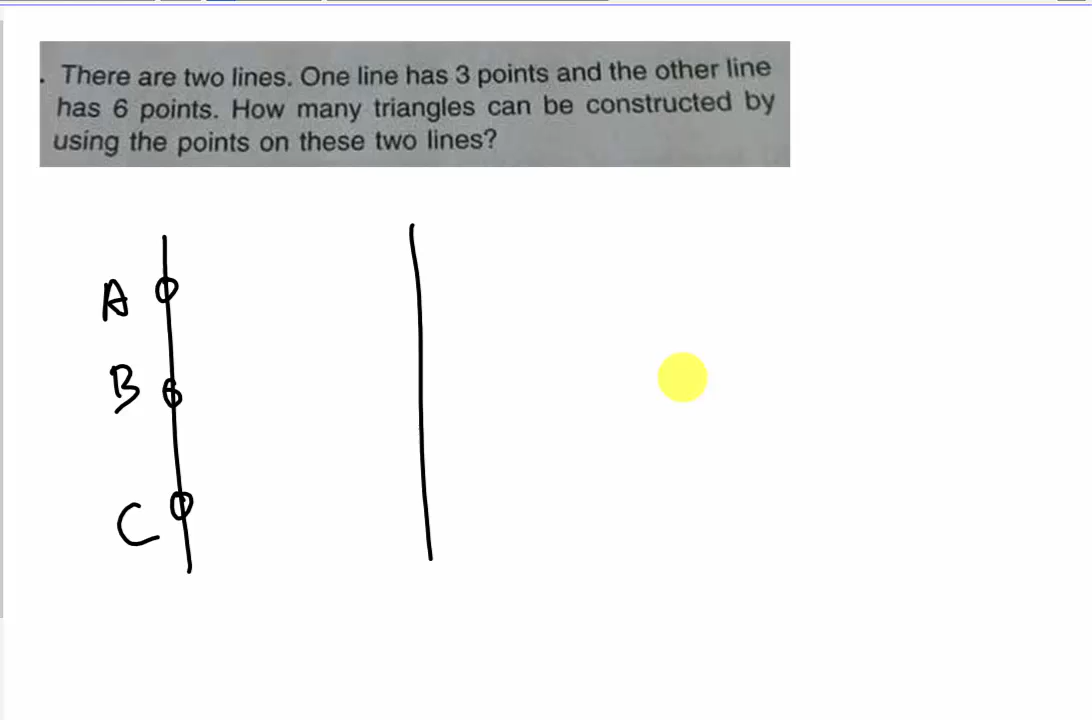 . There are two lines. One line has 3 points and the other line
has 6 points. How many triangles can be constructed by
using the points on these two lines?
A
B
C